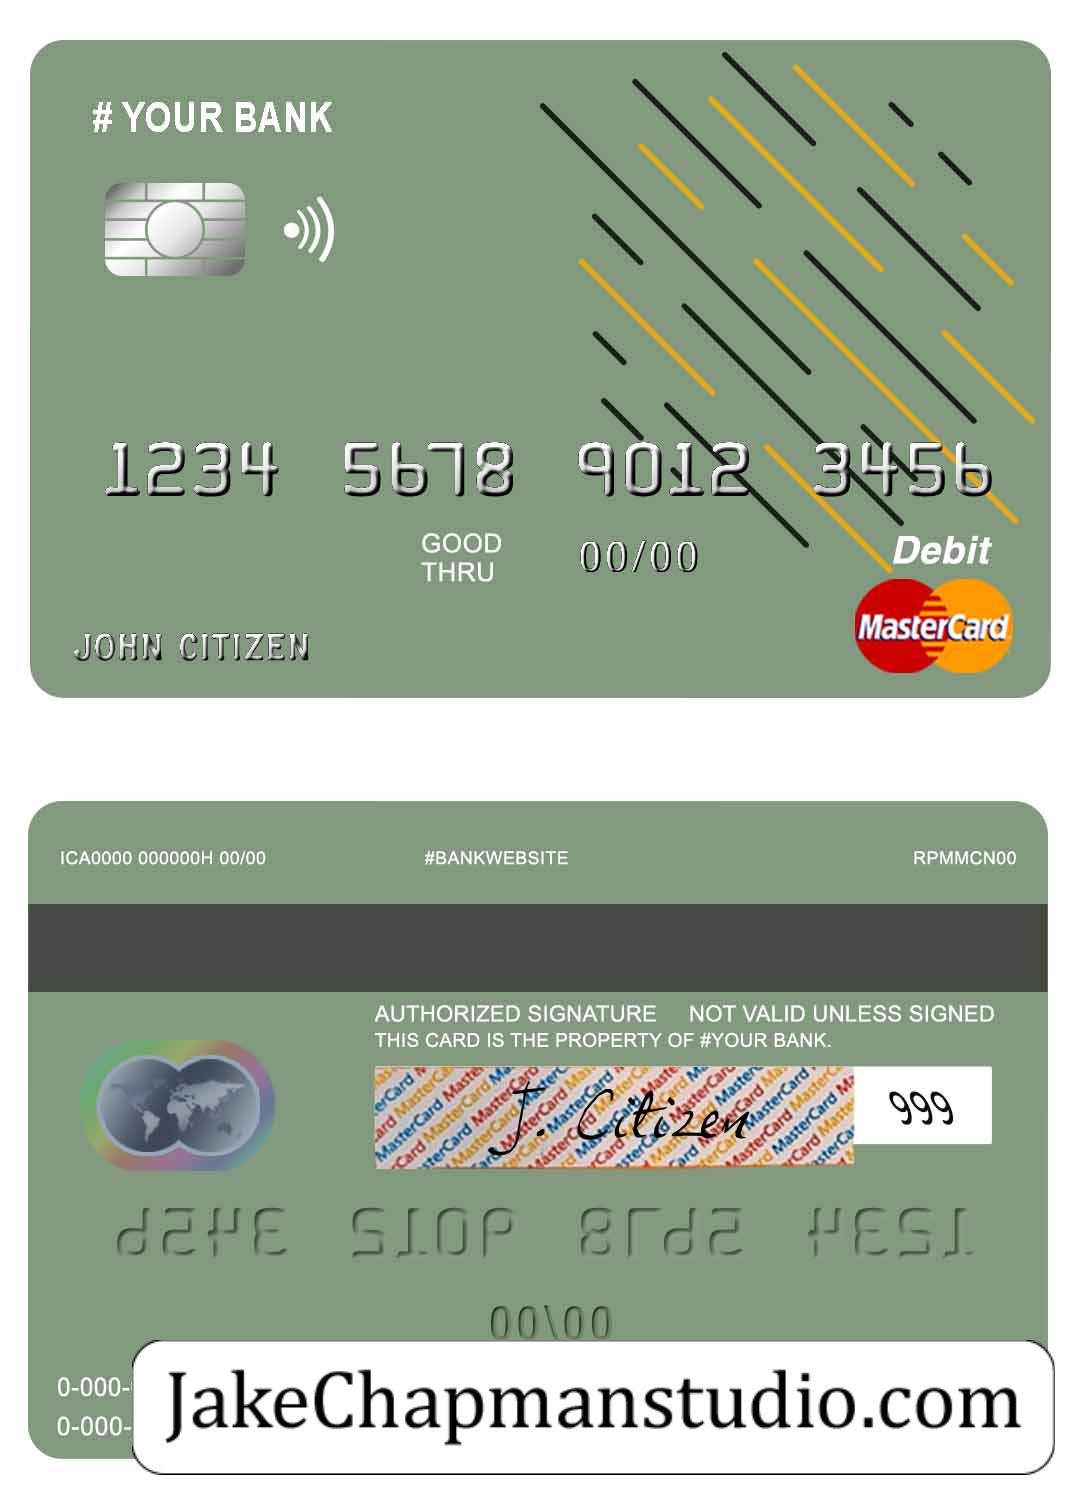 # YOUR BANK
1234 5678 9012 3456
GOOD
THRU
00/00
Debit
MasterCard
JOHN CITIZEN
ICA0000 000000H 00/00 #BANKWEBSITE RPMMCN00
AUTHORIZED SIGNATURE NOT VALID UNLESS SIGNED
THIS CARD IS THE PROPERTY OF #YOUR BANK.
J. Citizen
999
1234 5678 9012 3456
00/00
0-000-
0-000-
JakeChapmanstudio.com